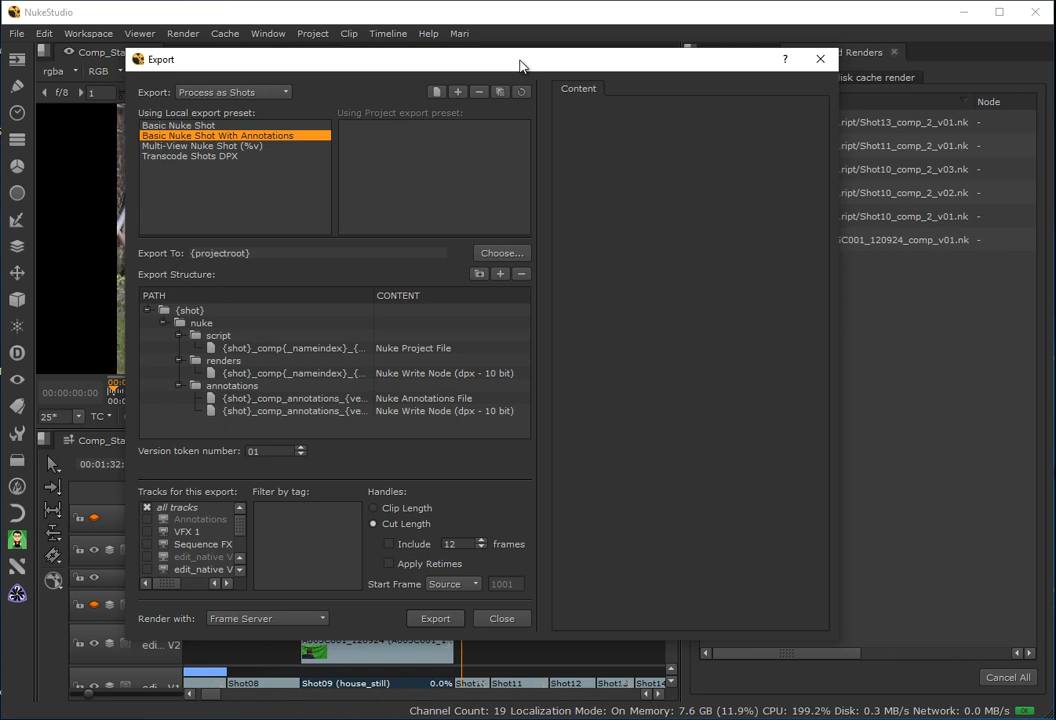 NukeStudio
File Edit Workspace Viewer Render Cache Window Project Clip Timeline Help Mari
Comp_Sta
d Renders
Export
rgba RGB
isk cache render
f/8 1
Export: Process as Shots
Content
Node
Using Local export preset: Using Project export preset:
Basic Nuke Shot
Basic Nuke Shot With Annotations
Multi-View Nuke Shot (%v)
Transcode Shots DPX
ript/Shot13_comp_2_v01.nk -
ript/Shot11_comp_2_v01.nk -
ript/Shot10_comp_2_v03.nk -
ript/Shot10_comp_2_v02.nk -
ript/Shot10_comp_2_v01.nk -
C001_120924_comp_v01.nk -
Export To: {projectroot} Choose...
Export Structure:
PATH CONTENT
{shot}
nuke
script
{shot}_comp{_nameindex}_{... Nuke Project File
renders
{shot}_comp{_nameindex}_{... Nuke Write Node (dpx - 10 bit)
annotations
{shot}_comp_annotations_{ve... Nuke Annotations File
{shot}_comp_annotations_{ve... Nuke Write Node (dpx - 10 bit)
00:00:00:00
25* TC
Comp_Sta
Version token number: 01
00:01:32:
Tracks for this export: Filter by tag: Handles:
all tracks
Annotations
VFX 1
Sequence FX
edit_native V
edit_native V
Clip Length
Cut Length
Include 12 frames
Apply Retimes
Start Frame Source 1001
Render with: Frame Server Export Close
edi... V2
Shot08 Shot09 (house_still) 0.0% Shot11 Shot12
Cancel All
Channel Count: 19 Localization Mode: On Memory: 7.6 GB (11.9%) CPU: 199.2% Disk: 0.3 MB/s Network: 0.0 MB/s OK